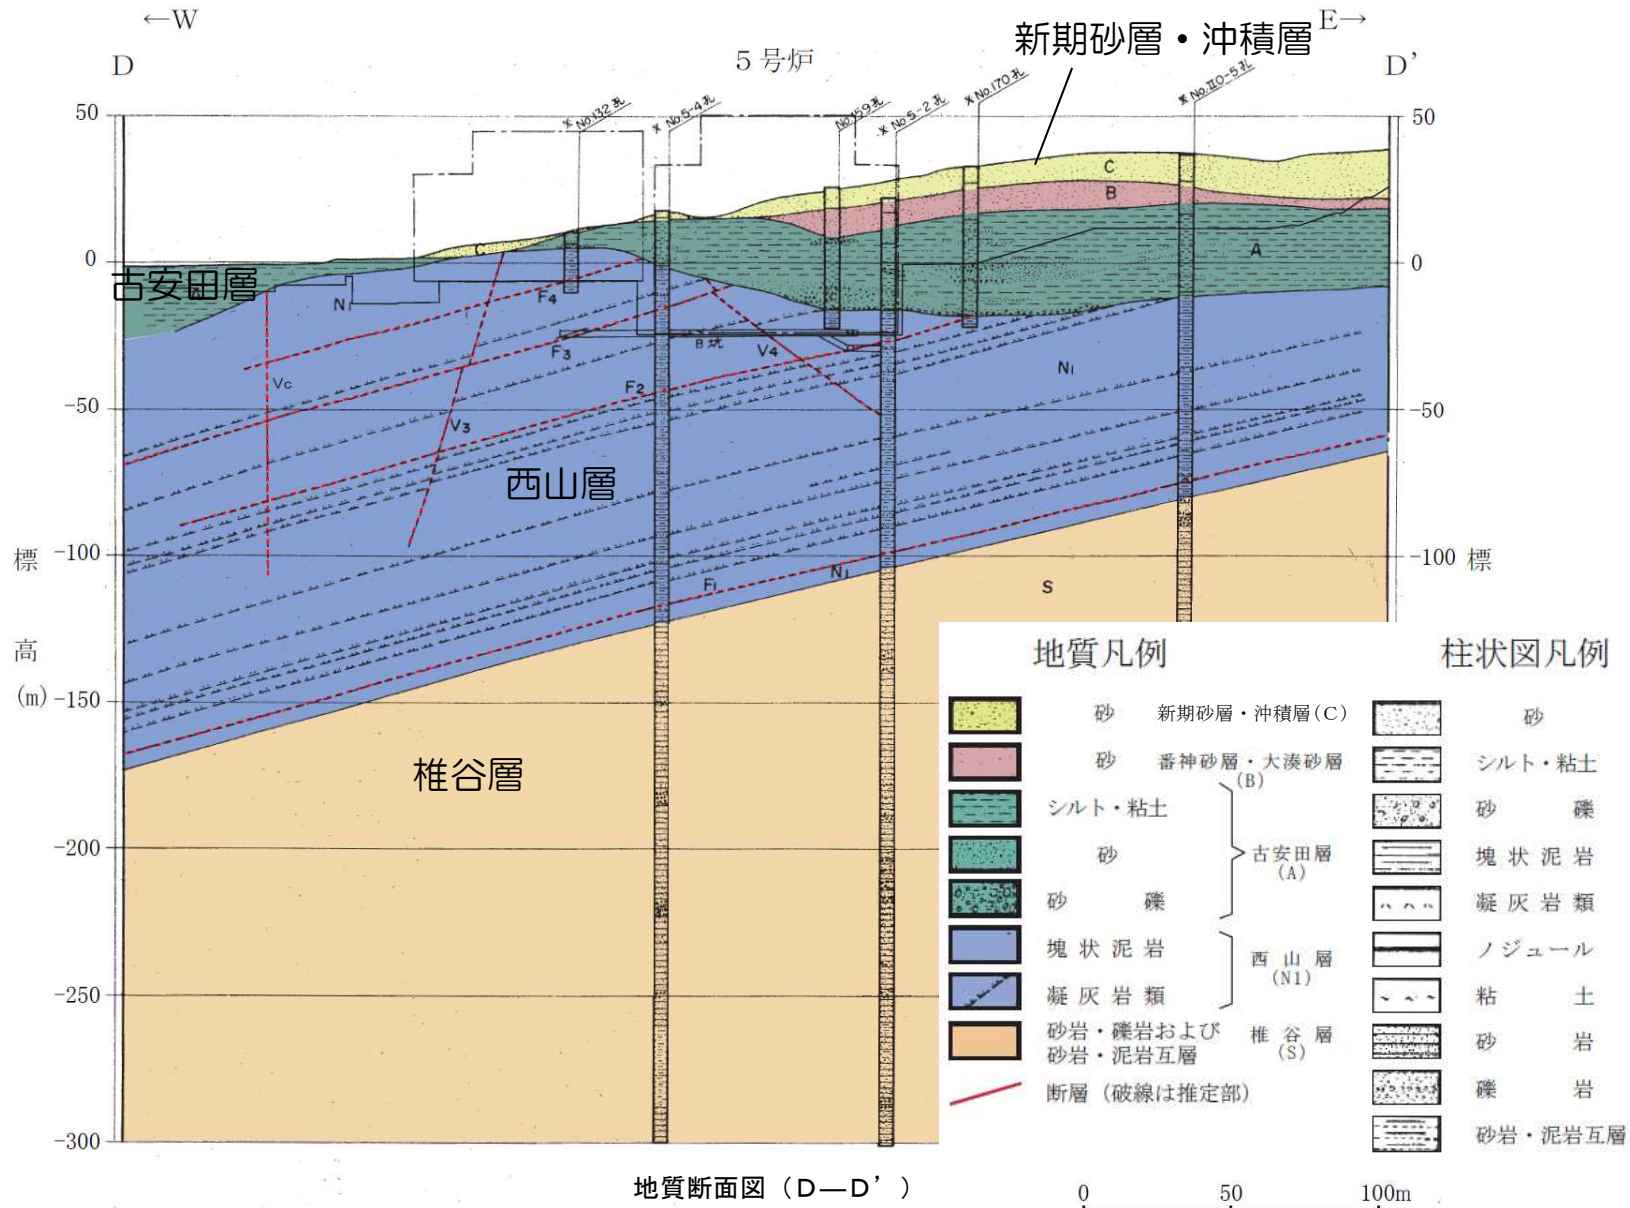 ←W
E→
新期砂層・沖積層
5号炉
D
D’
※No.132孔
※No.5-4孔
No.159孔
※No.5-2孔
※No.170孔
※No.110-5孔
50
50
C
B
C
A
0
0
古安田層
N1
F4
F3
B坑
V4
N1
Vc
F2
-50
-50
V3
西山層
-100
-100
標
標
F1
N1
S
高
(m)
-150
椎谷層
-200
-250
-300
地質凡例
砂 新期砂層・沖積層(C)
砂 番神砂層・大湊砂層
(B)
シルト・粘土
砂
古安田層
(A)
砂礫
塊状泥岩
西山層
(N1)
凝灰岩類
砂岩・礫岩および
砂岩・泥岩互層
椎谷層
(S)
断層(破線は推定部)
柱状図凡例
砂
シルト・粘土
砂礫
塊状泥岩
凝灰岩類
ノジュール
粘土
砂岩
礫岩
砂岩・泥岩互層
地質断面図(D―D’)
0 50 100m